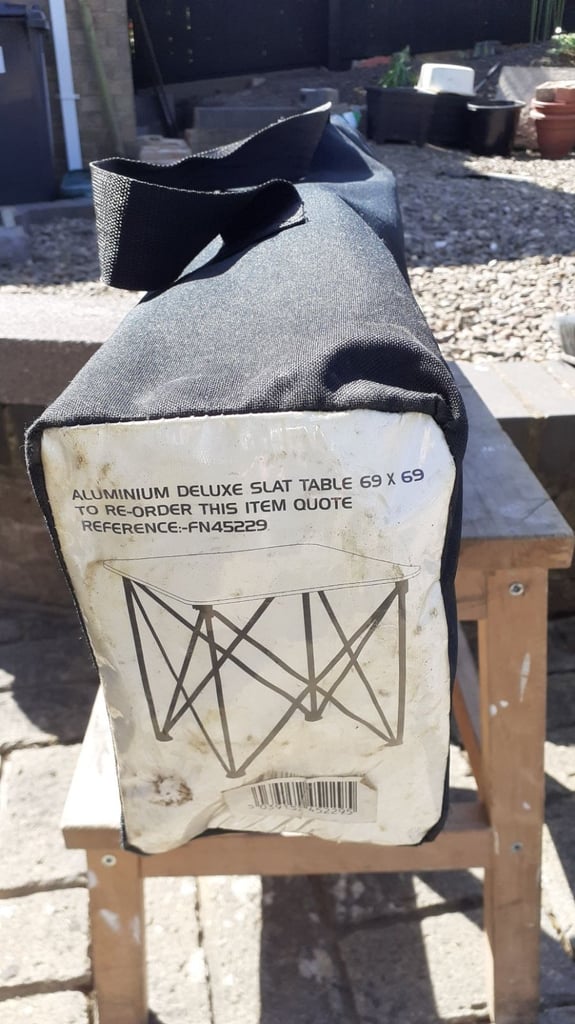 ALUMINIUM DELUXE SLAT TABLE 69 X 69
TO RE-ORDER THIS ITEM QUOTE
REFERENCE:-FN45229